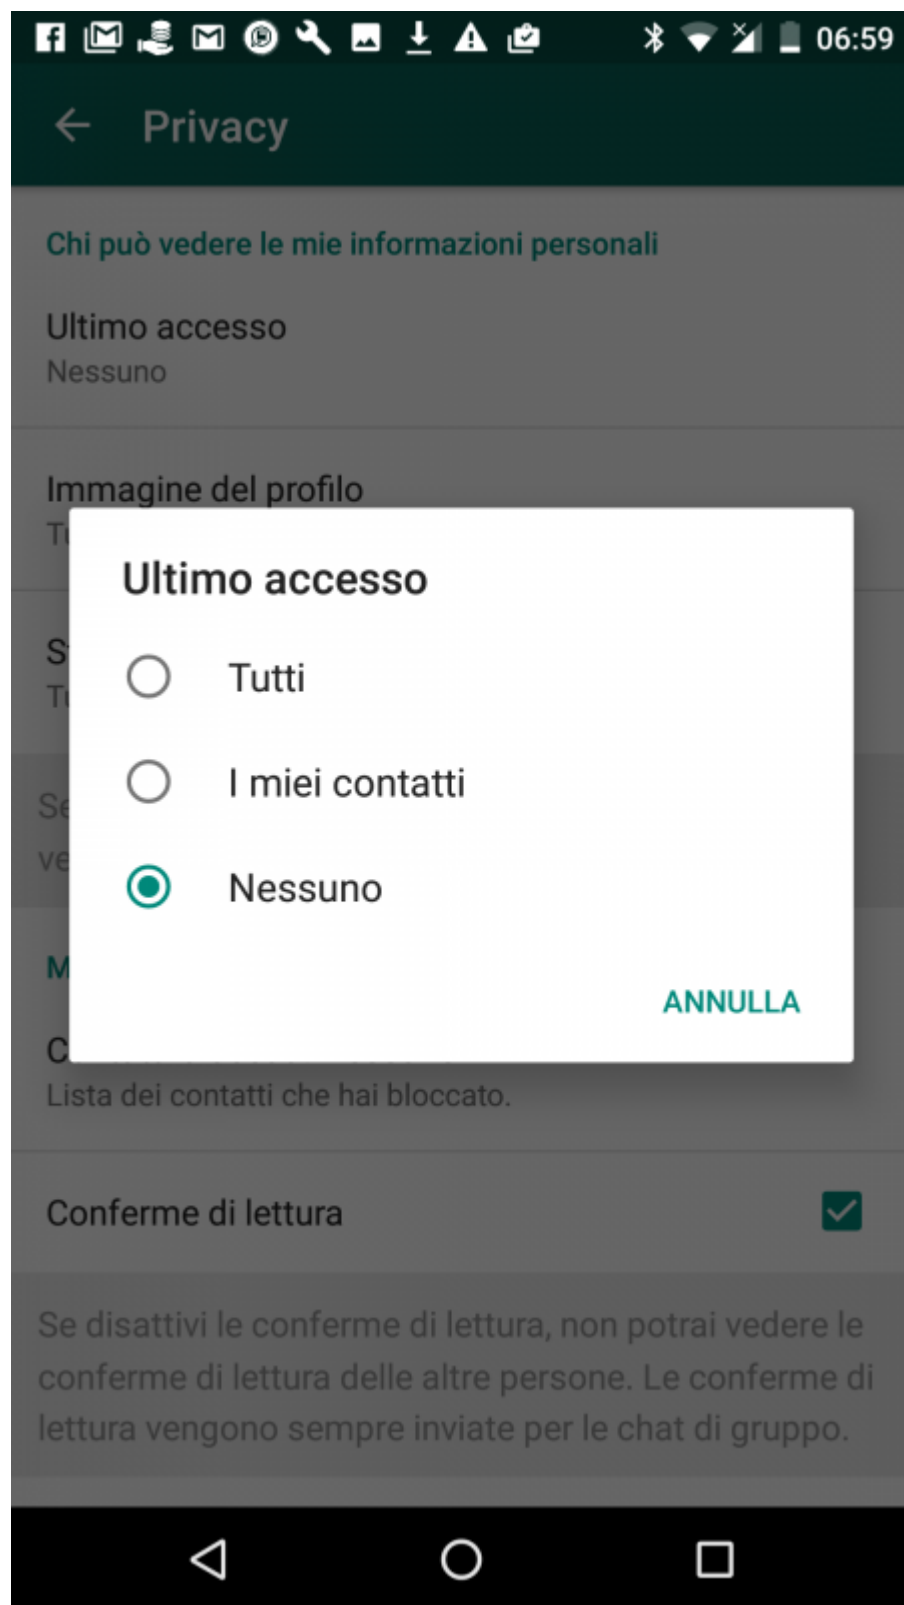 06:59
Privacy
Chi può vedere le mie informazioni personali
Ultimo accesso
Nessuno
Immagine del profilo
Ultimo accesso
Tutti
I miei contatti
Nessuno
ANNULLA
Lista dei contatti che hai bloccato.
Conferme di lettura
Se disattivi le conferme di lettura, non potrai vedere le
conferme di lettura delle altre persone. Le conferme di
lettura vengono sempre inviate per le chat di gruppo.